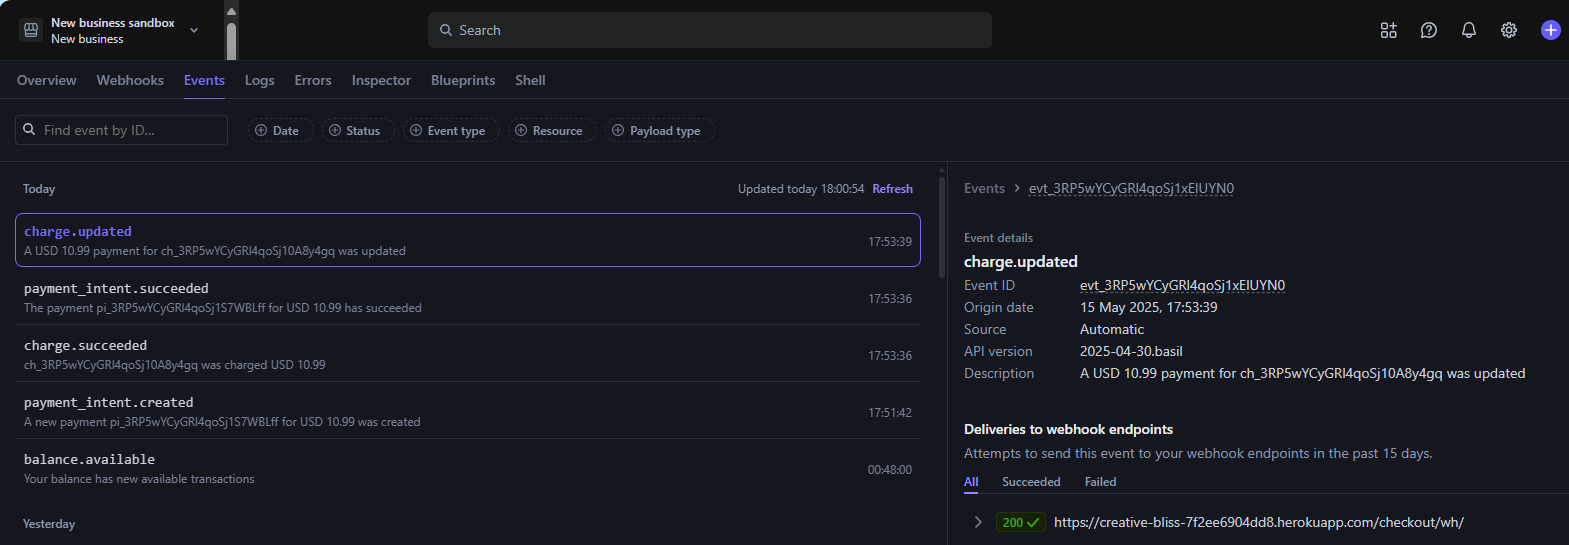 New business sandbox
New business
Search
Overview Webhooks Events Logs Errors Inspector Blueprints Shell
Find event by ID...
Date Status Event type Resource Payload type
Today
Updated today 18:00:54 Refresh
charge.updated
A USD 10.99 payment for ch_3RP5wYCyGRl4qoSj10A8y4gq was updated
17:53:39
payment_intent.succeeded
The payment pi_3RP5wYCyGRl4qoSj1S7WBLff for USD 10.99 has succeeded
17:53:36
charge.succeeded
ch_3RP5wYCyGRl4qoSj10A8y4gq was charged USD 10.99
17:53:36
payment_intent.created
A new payment pi_3RP5wYCyGRl4qoSj1S7WBLff for USD 10.99 was created
17:51:42
balance.available
Your balance has new available transactions
00:48:00
Yesterday
Events > evt_3RP5wYCyGRl4qoSj1xEIUYN0
Event details
charge.updated
Event ID evt_3RP5wYCyGRl4qoSj1xEIUYN0
Origin date 15 May 2025, 17:53:39
Source Automatic
API version 2025-04-30.basil
Description A USD 10.99 payment for ch_3RP5wYCyGRl4qoSj10A8y4gq was updated
Deliveries to webhook endpoints
Attempts to send this event to your webhook endpoints in the past 15 days.
All Succeeded Failed
200 https://creative-bliss-7f2ee6904dd8.herokuapp.com/checkout/wh/